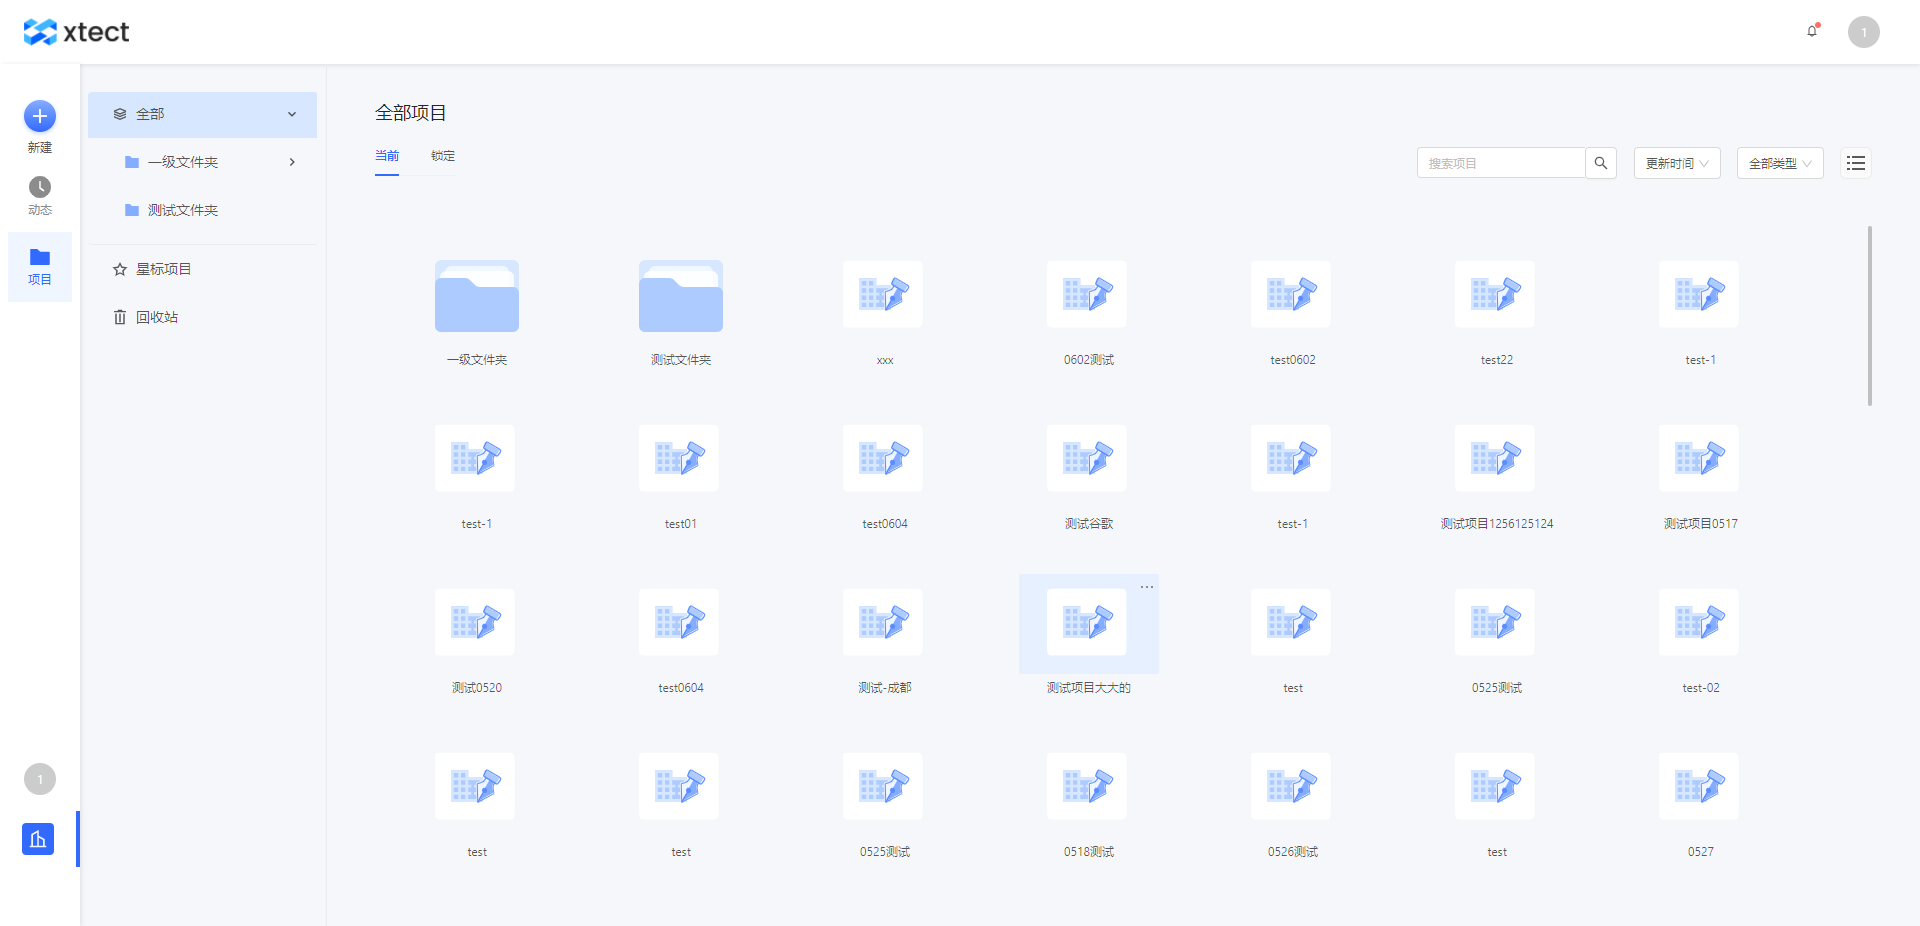 xtect
1
新建
动态
项目
1
全部
一级文件夹
测试文件夹
星标项目
回收站
全部项目
当前 锁定
搜索项目 更新时间 全部类型
一级文件夹 测试文件夹 xxx 0602测试 test0602 test22 test-1
test-1 test01 test0604 测试谷歌 test-1 测试项目1256125124 测试项目0517
测试0520 test0604 测试-成都 测试项目大大的 test 0525测试 test-02
test test 0525测试 0518测试 0526测试 test 0527